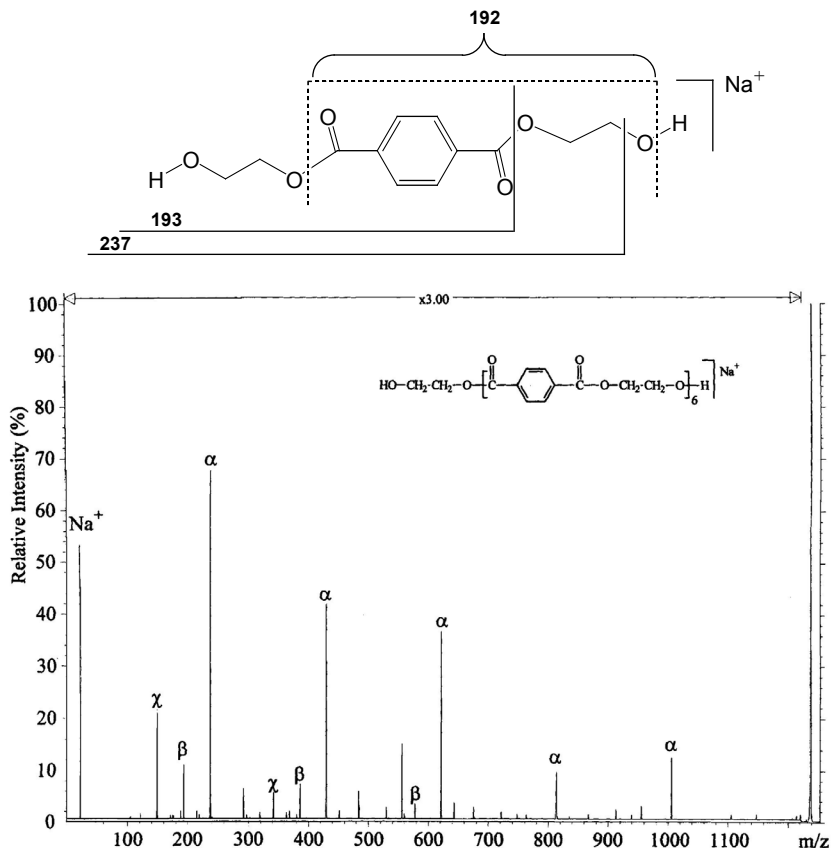 192
Na+
O
O
H
O
H
O
O
O
193
237
100
x3.00
90
80
70
60
50
40
30
20
10
0
Relative Intensity (%)
O
O
HO-CH2-CH2-O-[C-
-C-O-CH2-CH2-O-]6-H]Na+
α
Na+
α
α
χ
β
χ
β
β
α
α
100 200 300 400 500 600 700 800 900 1000 1100 m/z